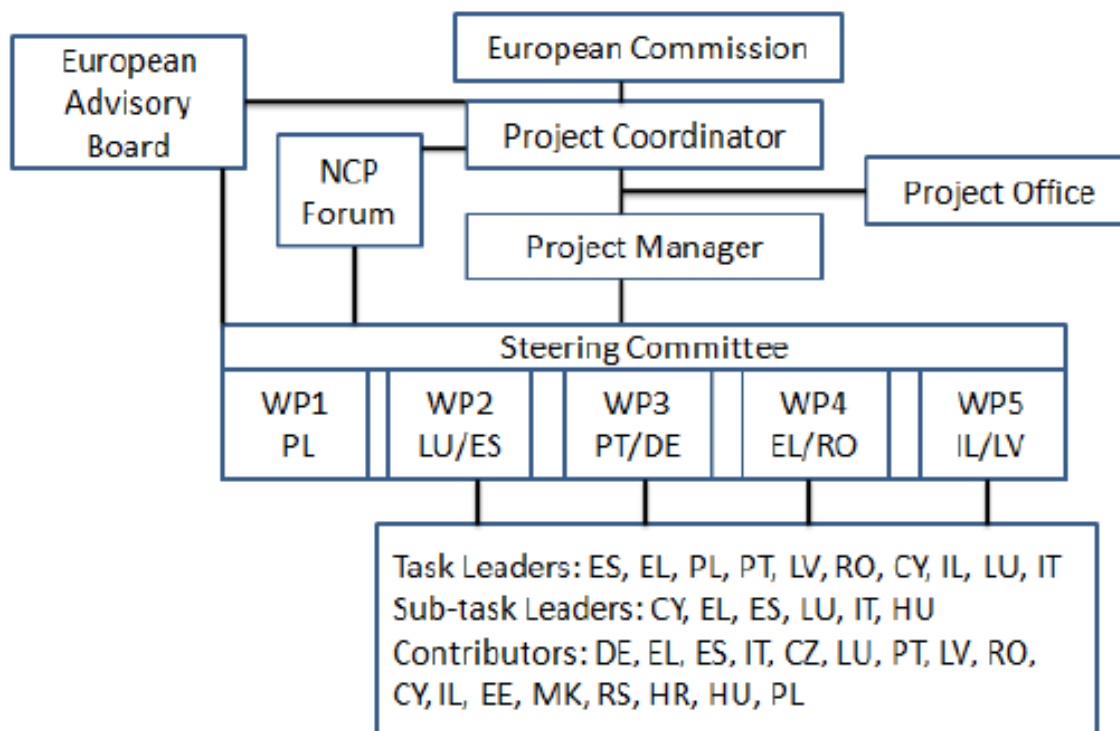 European Commission
European
Advisory
Board
Project Coordinator
NCP
Forum
Project Office
Project Manager
Steering Committee
WP1
PL
WP2
LU/ES
WP3
PT/DE
WP4
EL/RO
WP5
IL/LV
Task Leaders: ES, EL, PL, PT, LV, RO, CY, IL, LU, IT
Sub-task Leaders: CY, EL, ES, LU, IT, HU
Contributors: DE, EL, ES, IT, CZ, LU, PT, LV, RO,
CY, IL, EE, MK, RS, HR, HU, PL